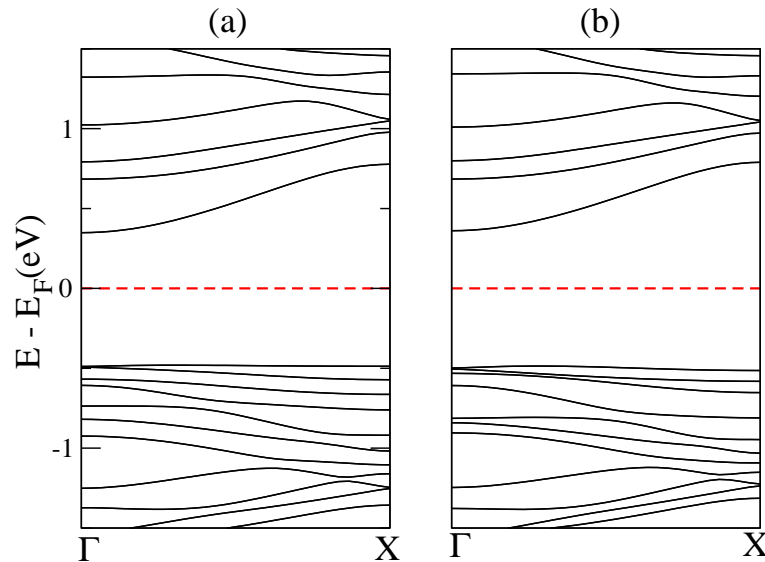 (a) (b)
E - E_F(eV)
1
0
-1
Γ X Γ X